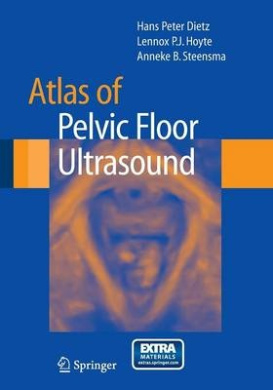 Hans Peter Dietz
Lennox P.J. Hoyte
Anneke B. Steensma
Atlas of
Pelvic Floor
Ultrasound
EXTRA
MATERIALS
extras.springer.com
Springer